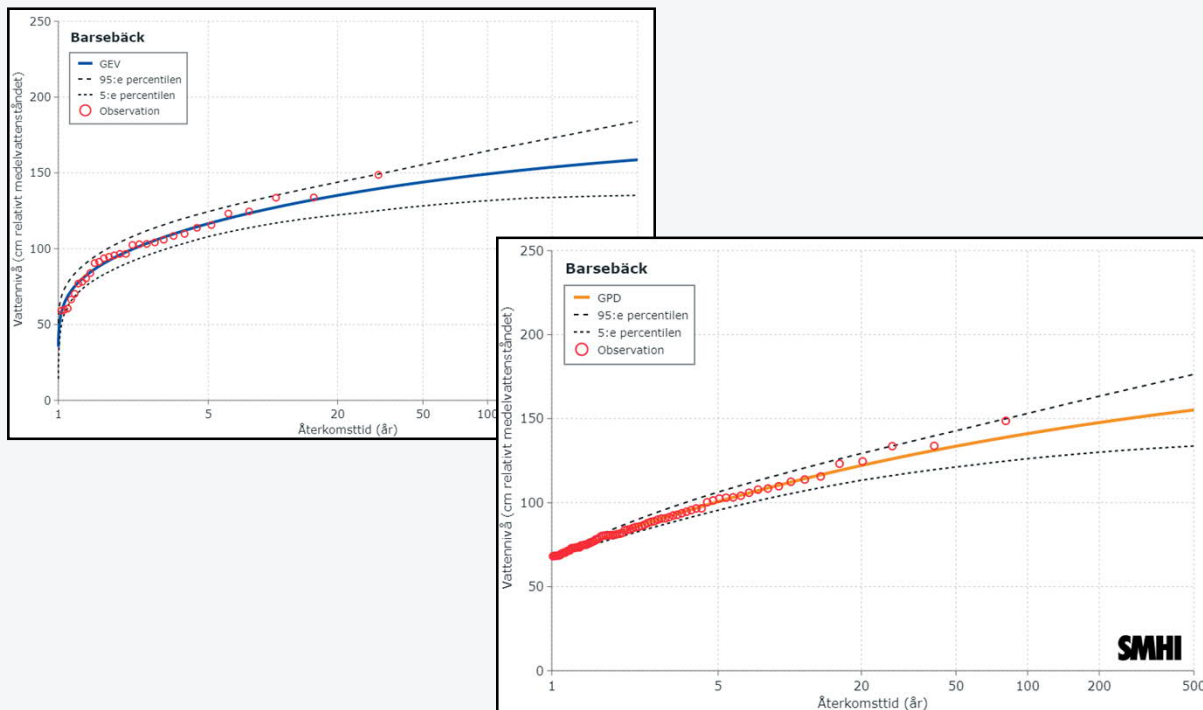 250
200
150
100
50
0
Vattennivå (cm relativt medelvattenståndet)
Barsebäck
GEV
95:e percentilen
5:e percentilen
Observation
1
5
20
50
100
Återkomsttid (år)
250
200
150
100
50
0
Vattennivå (cm relativt medelvattenståndet)
Barsebäck
GPD
95:e percentilen
5:e percentilen
Observation
SMHI
1
5
20
50
100
200
500
Återkomsttid (år)